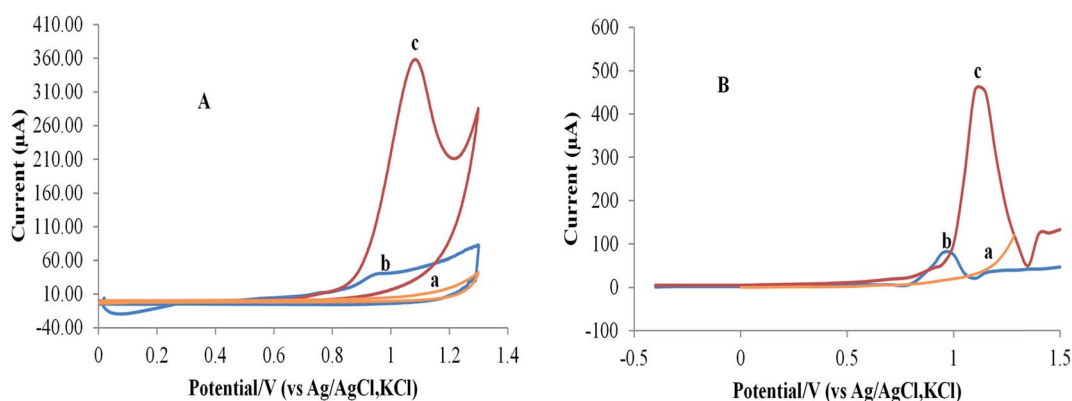 410.00
360.00
310.00
260.00
210.00
160.00
110.00
60.00
10.00
-40.00
Current (µA)
A
c
b
a
0
0.2
0.4
0.6
0.8
1
1.2
1.4
Potential/V (vs Ag/AgCl,KCl)
600
500
400
300
200
100
0
-100
Current (µA)
B
c
b
a
-0.5
0
0.5
1
1.5
Potential/V (vs Ag/AgCl,KCl)